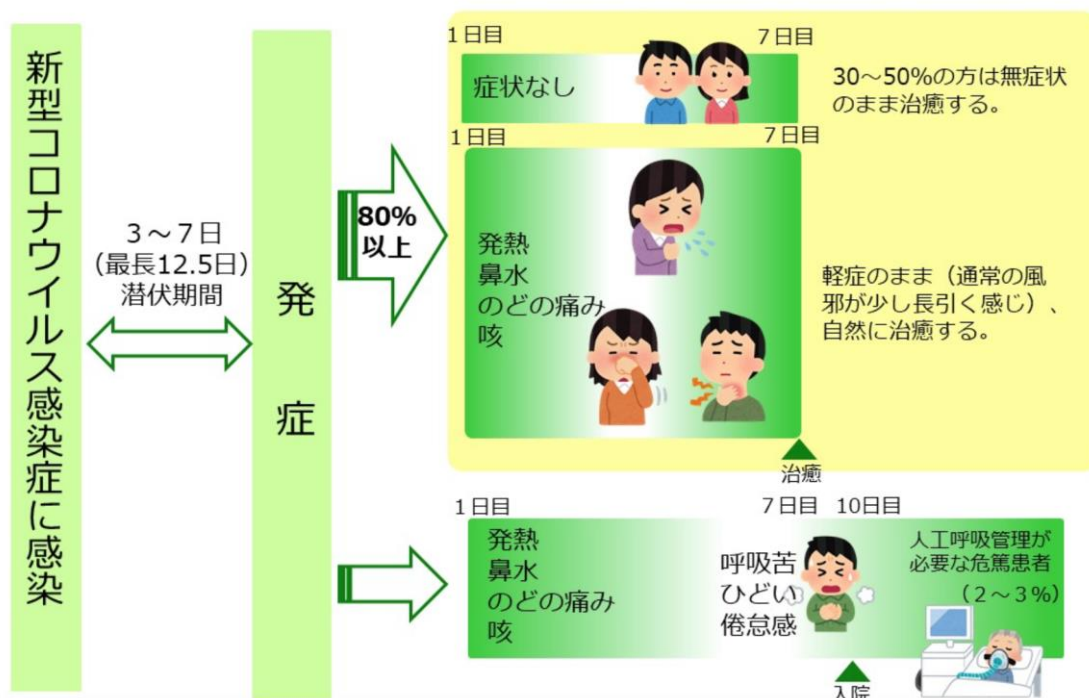 新型コロナウイルス感染症に感染
3～7日
（最長12.5日）
潜伏期間
発症
80%
以上
1日目
7日目
症状なし
30～50%の方は無症状
のまま治癒する。
1日目
7日目
発熱
鼻水
のどの痛み
咳
軽症のまま（通常の風
邪が少し長引く感じ）、
自然に治癒する。
治癒
1日目
7日目
10日目
発熱
鼻水
のどの痛み
咳
呼吸苦
ひどい
倦怠感
人工呼吸管理が
必要な危篤患者
（2～3%）
入院